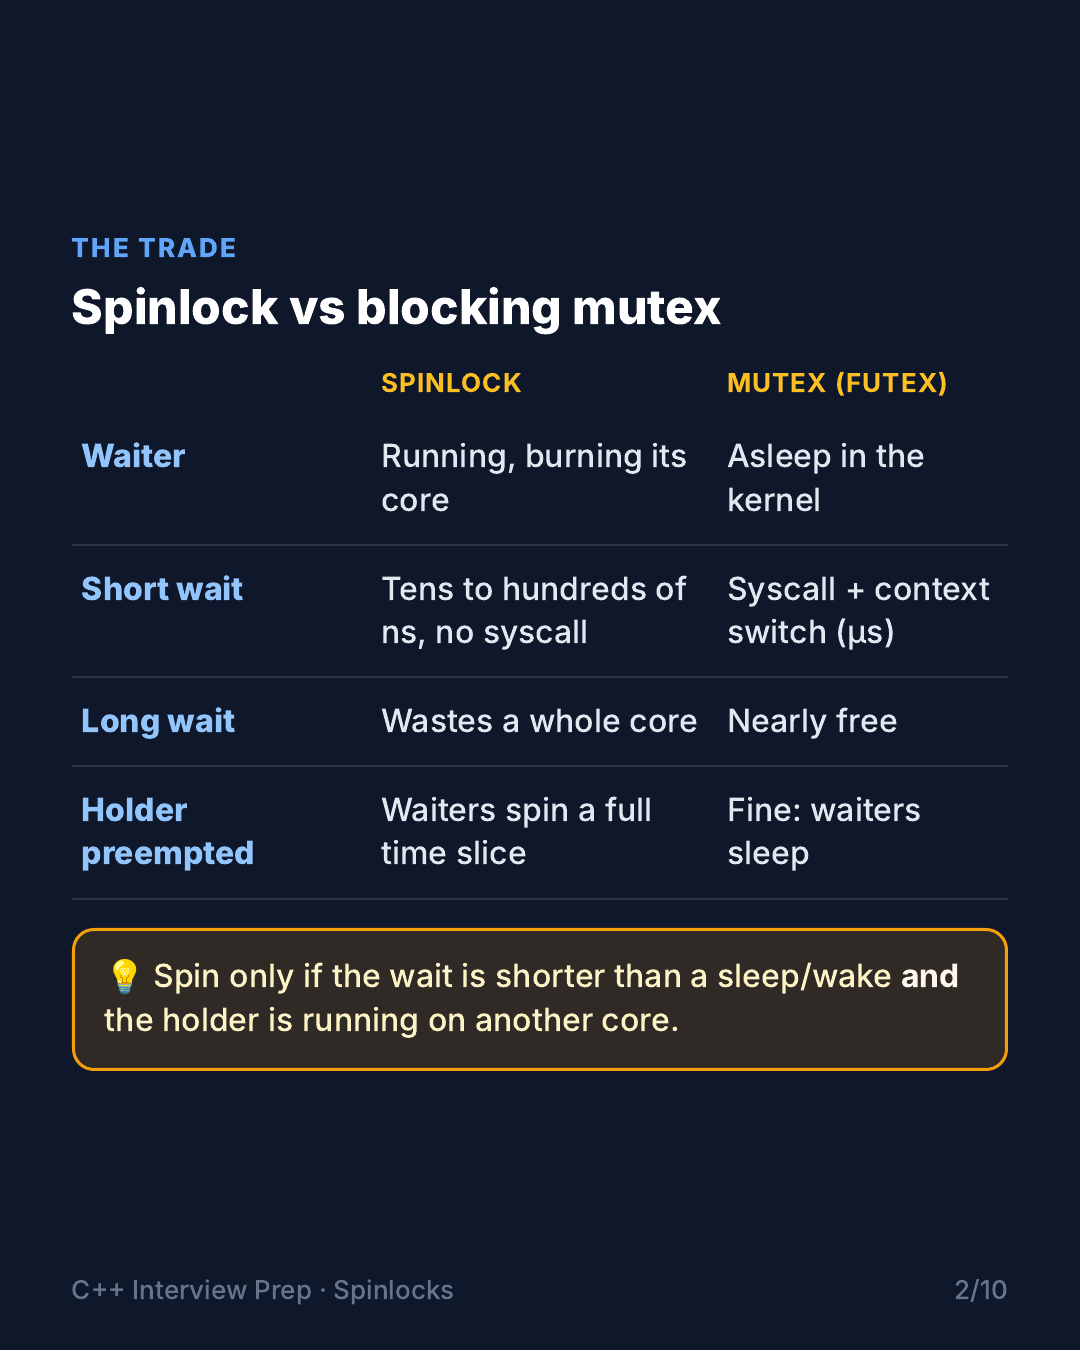 THE TRADE
Spinlock vs blocking mutex
SPINLOCK MUTEX (FUTEX)
Waiter Running, burning its core Asleep in the kernel
Short wait Tens to hundreds of ns, no syscall Syscall + context switch (µs)
Long wait Wastes a whole core Nearly free
Holder preempted Waiters spin a full time slice Fine: waiters sleep
💡 Spin only if the wait is shorter than a sleep/wake and
the holder is running on another core.
C++ Interview Prep · Spinlocks 2/10